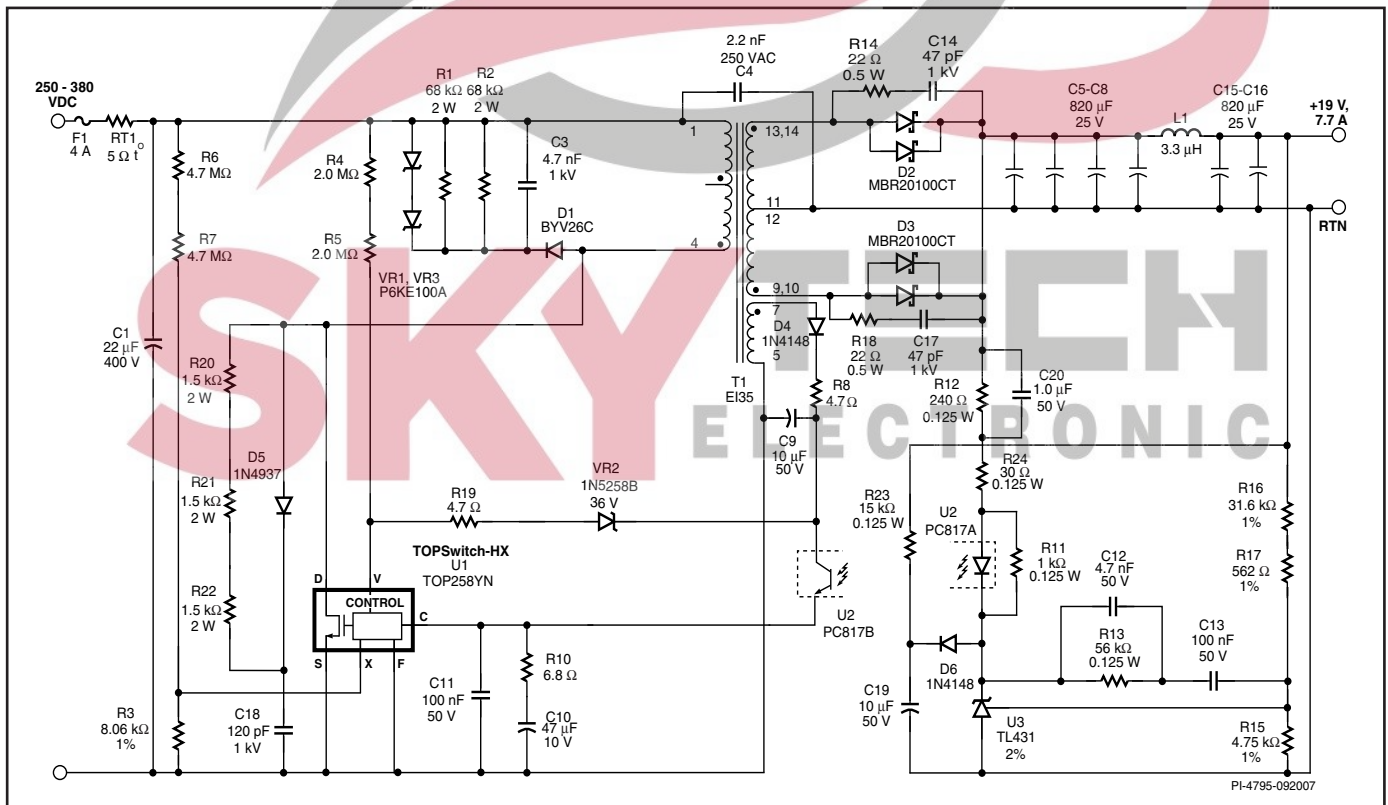 2.2 nF
250 VAC
C4
R14
22 Ω
0.5 W
C14
47 pF
1 kV
250 - 380
VDC
F1
4 A
RT1
5 Ω
t°
R1
68 kΩ
2 W
R2
68 kΩ
2 W
C5-C8
820 μF
25 V
C15-C16
820 μF
25 V
+19 V,
7.7 A
L1
3.3 μH
R6
4.7 MΩ
R4
2.0 MΩ
C3
4.7 nF
1 kV
1
13,14
D2
MBR20100CT
11
12
RTN
R7
4.7 MΩ
R5
2.0 MΩ
D1
BYV26C
4
D3
MBR20100CT
VR1, VR3
P6KE100A
9,10
7
D4
1N4148
5
R18
22 Ω
0.5 W
C17
47 pF
1 kV
C1
22 μF
400 V
R20
1.5 kΩ
2 W
T1
EI35
R8
4.7 Ω
R12
240 Ω
0.125 W
C20
1.0 μF
50 V
SKYTECH
ELECTRONIC
C9
10 μF
50 V
D5
1N4937
R21
1.5 kΩ
2 W
R19
4.7 Ω
VR2
1N5258B
36 V
R24
30 Ω
0.125 W
R23
15 kΩ
0.125 W
U2
PC817A
R16
31.6 kΩ
1%
R11
1 kΩ
0.125 W
R17
562 Ω
1%
TOPSwitch-HX
U1
TOP258YN
C12
4.7 nF
50 V
D
V
CONTROL
C
S
X
F
R22
1.5 kΩ
2 W
U2
PC817B
R13
56 kΩ
0.125 W
C13
100 nF
50 V
R10
6.8 Ω
D6
1N4148
C11
100 nF
50 V
C10
47 μF
10 V
R3
8.06 kΩ
1%
C18
120 pF
1 kV
C19
10 μF
50 V
U3
TL431
2%
R15
4.75 kΩ
1%
PI-4795-092007